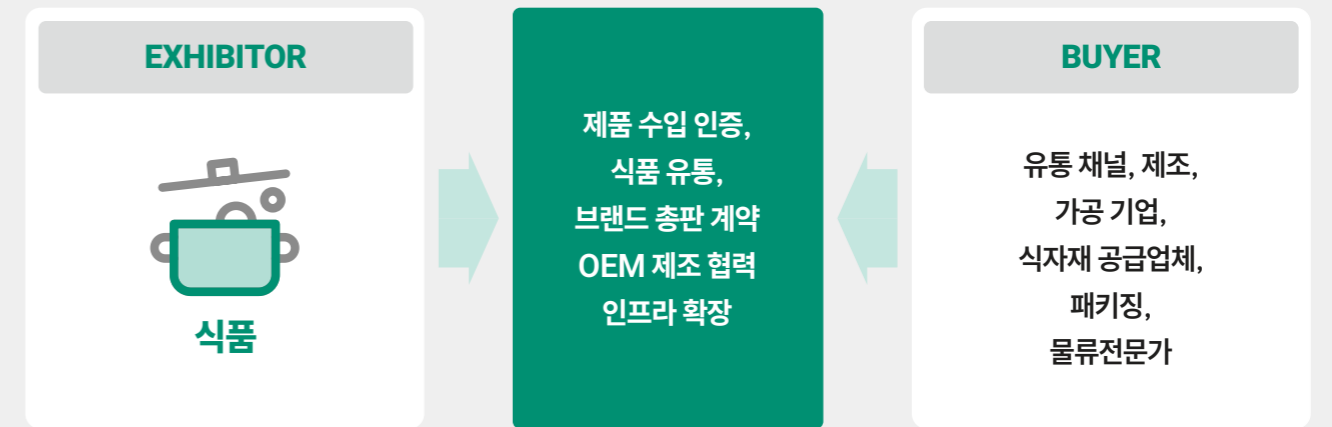 EXHIBITOR
식품
제품 수입 인증,
식품 유통,
브랜드 총판 계약
OEM 제조 협력
인프라 확장
BUYER
유통 채널, 제조,
가공 기업,
식자재 공급업체,
패키징,
물류전문가